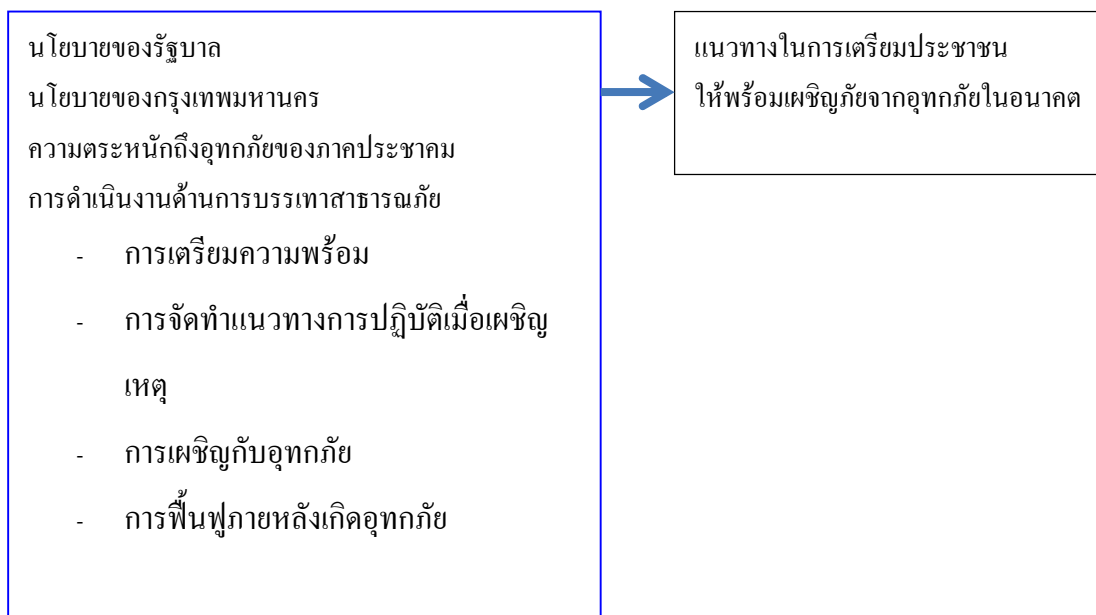 นโยบายของรัฐบาล
นโยบายของกรุงเทพมหานคร
ความตระหนักถึงอุทกภัยของภาคประชาคม
การดำเนินงานด้านการบรรเทาสาธารณภัย
- การเตรียมความพร้อม
- การจัดทำแนวทางการปฏิบัติเมื่อเผชิญ
เหตุ
- การเผชิญกับอุทกภัย
- การฟื้นฟูภายหลังเกิดอุทกภัย
แนวทางในการเตรียมประชาชน
ให้พร้อมเผชิญภัยจากอุทกภัยในอนาคต